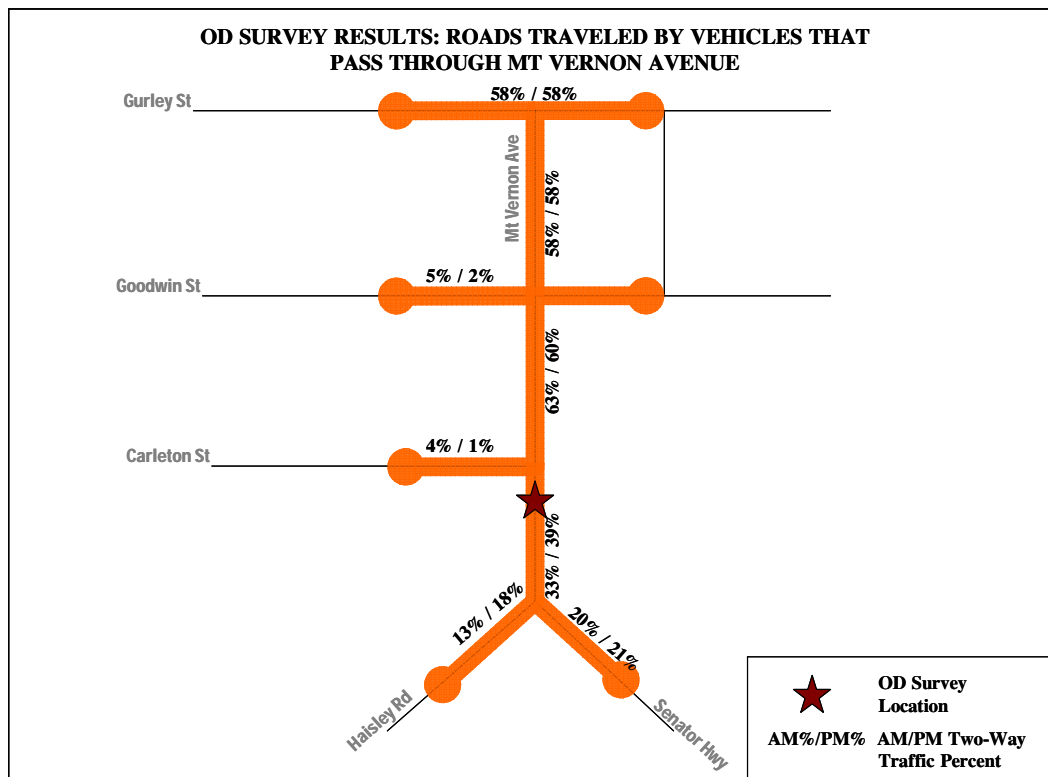 OD SURVEY RESULTS: ROADS TRAVELED BY VEHICLES THAT
PASS THROUGH MT VERNON AVENUE
Gurley St
58% / 58%
Mt Vernon Ave
58% / 58%
Goodwin St
5% / 2%
63% / 60%
Carleton St
4% / 1%
33% / 39%
13% / 18%
20% / 21%
Haisley Rd
Senator Hwy
OD Survey
Location
AM%/PM% AM/PM Two-Way
Traffic Percent